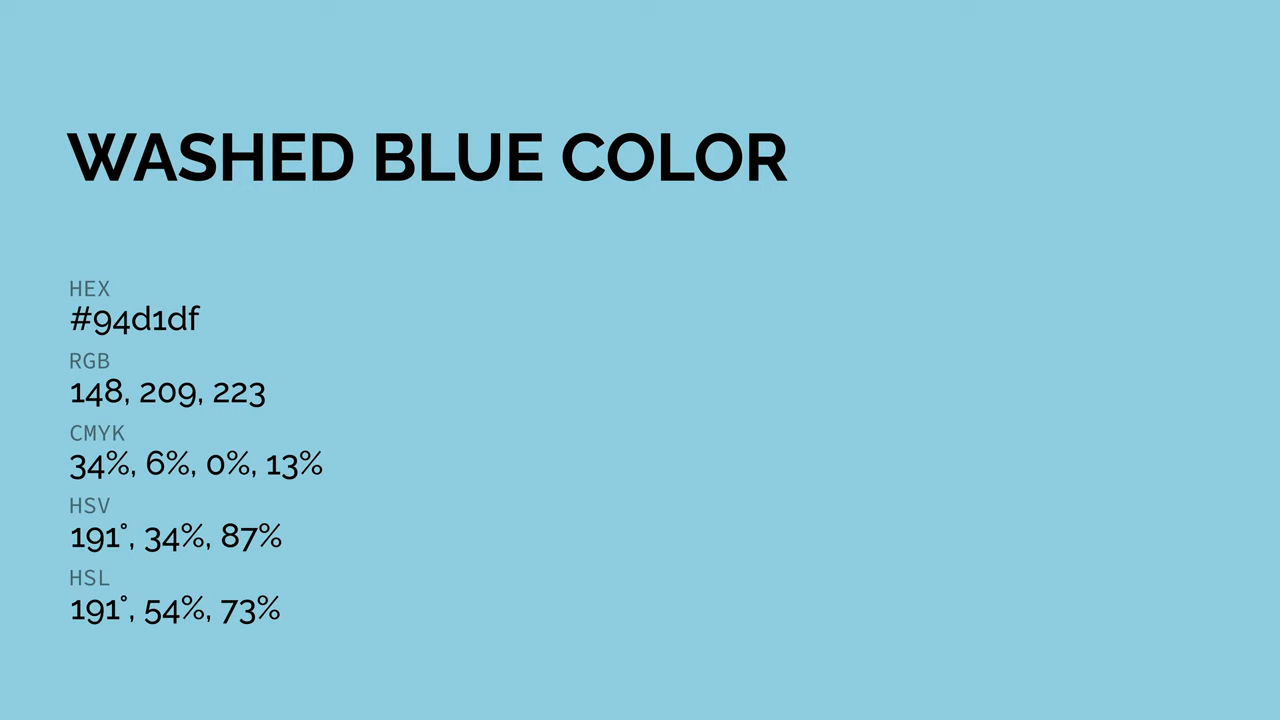 WASHED BLUE COLOR
HEX
#94d1df
RGB
148, 209, 223
CMYK
34%, 6%, 0%, 13%
HSV
191°, 34%, 87%
HSL
191°, 54%, 73%